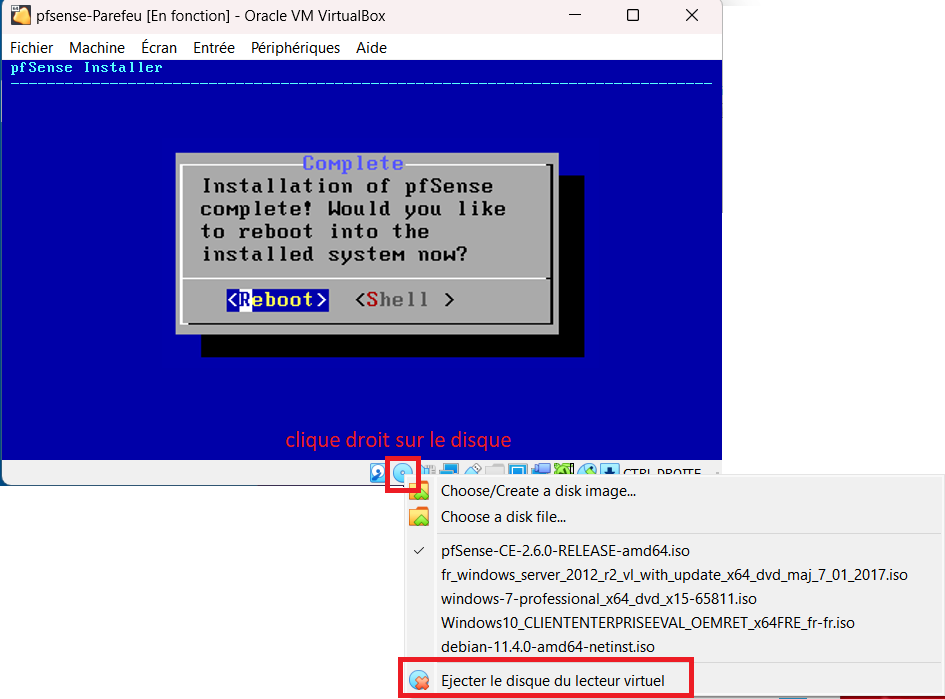 pfsense-Parefeu [En fonction] - Oracle VM VirtualBox
Fichier Machine Écran Entrée Périphériques Aide
pfSense Installer
Complete
Installation of pfSense
complete! Would you like
to reboot into the
installed system now?
<Reboot> <Shell >
clique droit sur le disque
CTRL DROITE
Choose/Create a disk image...
Choose a disk file...
pfSense-CE-2.6.0-RELEASE-amd64.iso
fr_windows_server_2012_r2_vl_with_update_x64_dvd_maj_7_01_2017.iso
windows-7-professional_x64_dvd_x15-65811.iso
Windows10_CLIENTENTERPRISEEVAL_OEMRET_x64FRE_fr-fr.iso
debian-11.4.0-amd64-netinst.iso
Ejecter le disque du lecteur virtuel